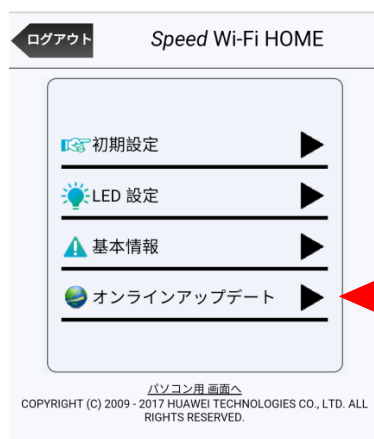 ログアウト
Speed Wi-Fi HOME
初期設定
LED 設定
基本情報
オンラインアップデート
パソコン用 画面へ
COPYRIGHT (C) 2009 - 2017 HUAWEI TECHNOLOGIES CO., LTD. ALL
RIGHTS RESERVED.